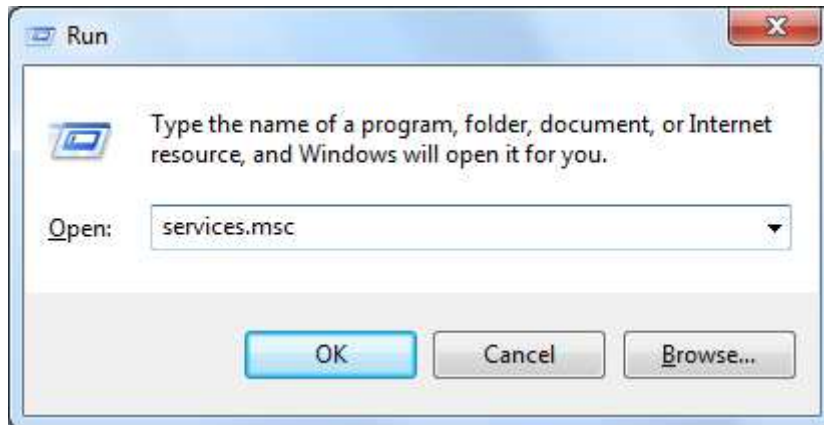 Run
Type the name of a program, folder, document, or Internet
resource, and Windows will open it for you.
Open: services.msc
OK Cancel Browse...